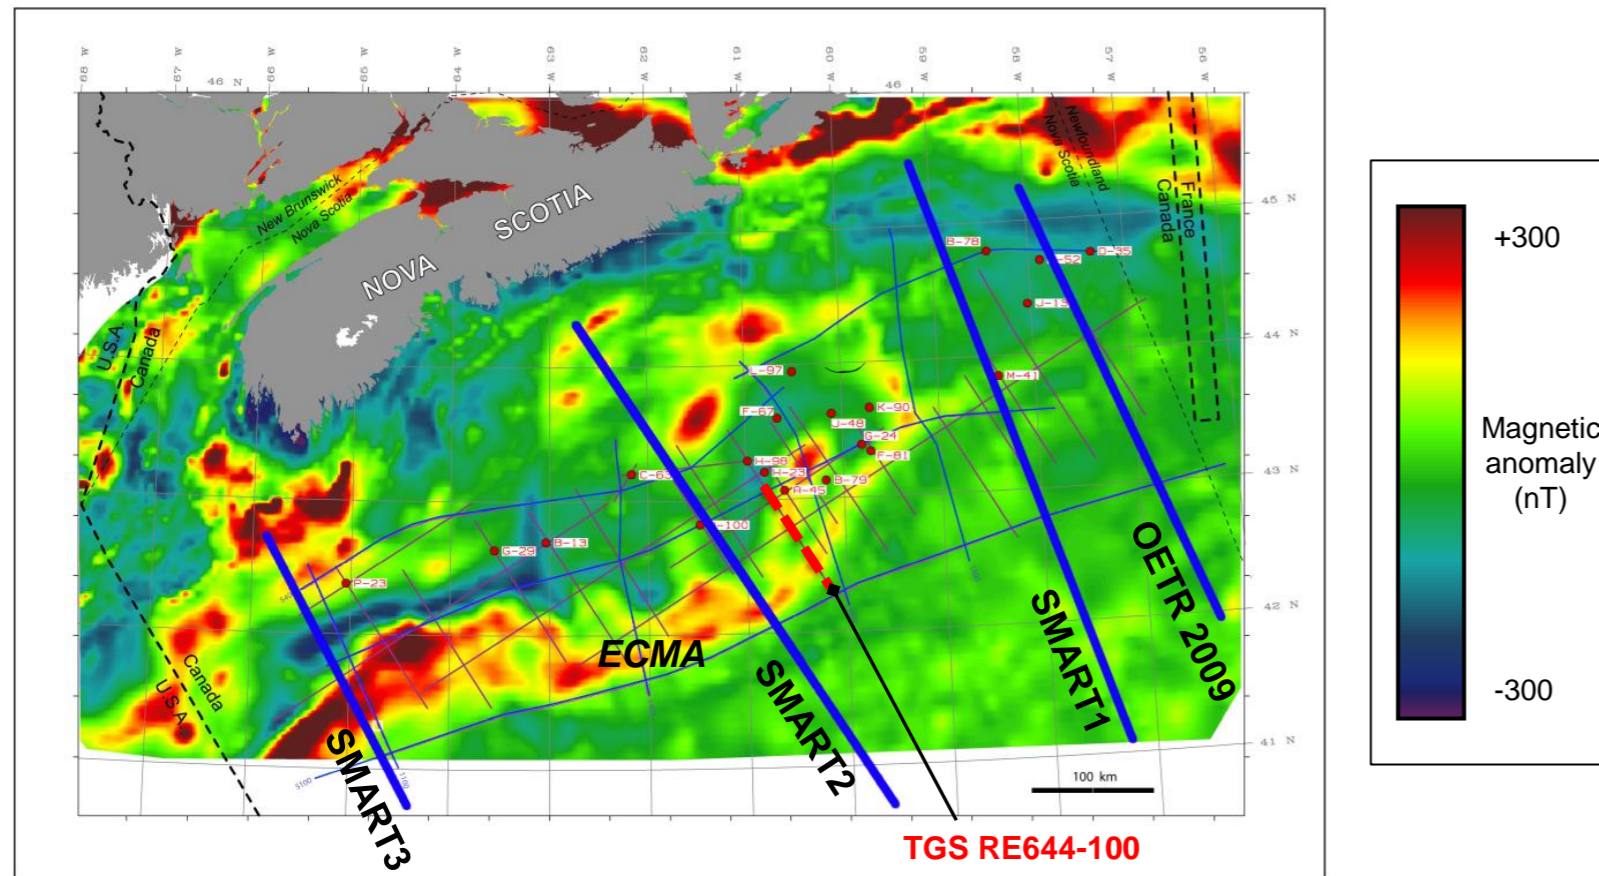 68 W
67 W
46 N
66 W
65 W
64 W
63 W
62 W
61 W
60 W
46
59 W
58 W
57 W
56 W
45 N
44 N
43 N
42 N
41 N
New Brunswick
Nova Scotia
Newfoundland
Nova Scotia
France
Canada
U.S.A.
Canada
NOVA
SCOTIA
B-78
D-35
-52
J-13
M-41
L-97
F-67
K-90
J-48
G-24
F-81
H-98
H-23
B-79
A-45
C-63
-100
G-29
B-13
P-23
ECMA
Canada
U.S.A
SMART3
SMART2
SMART1
OETR 2009
5100
1100
100 km
TGS RE644-100
+300
Magnetic
anomaly
(nT)
-300